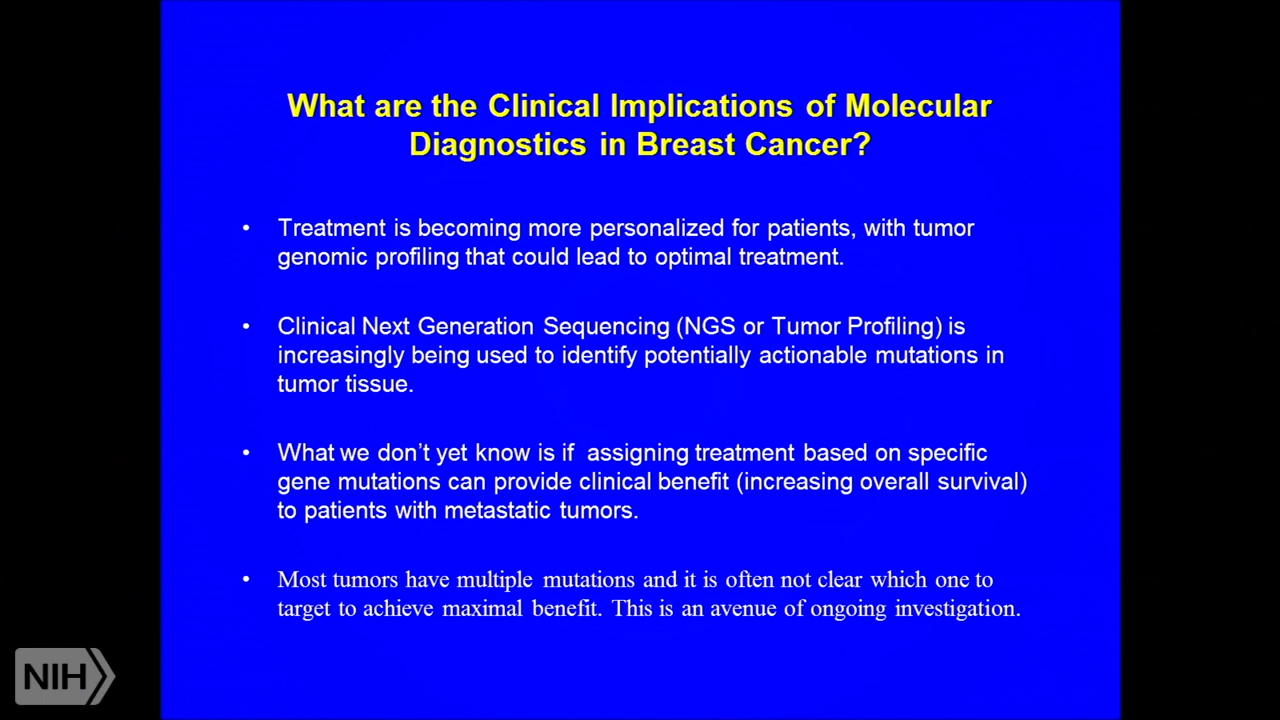 What are the Clinical Implications of Molecular
Diagnostics in Breast Cancer?
• Treatment is becoming more personalized for patients, with tumor
genomic profiling that could lead to optimal treatment.
• Clinical Next Generation Sequencing (NGS or Tumor Profiling) is
increasingly being used to identify potentially actionable mutations in
tumor tissue.
• What we don’t yet know is if assigning treatment based on specific
gene mutations can provide clinical benefit (increasing overall survival)
to patients with metastatic tumors.
• Most tumors have multiple mutations and it is often not clear which one to
target to achieve maximal benefit. This is an avenue of ongoing investigation.
NIH